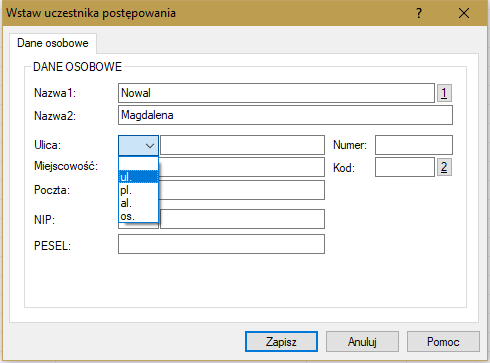 Wstaw uczestnika postępowania ? ×
Dane osobowe
DANE OSOBOWE
Nazwa1: Nowal 1
Nazwa2: Magdalena
Ulica: Numer:
Miejscowość: Kod: 2
ul.
Poczta: pl.
al.
os.
NIP:
PESEL:
Zapisz Anuluj Pomoc